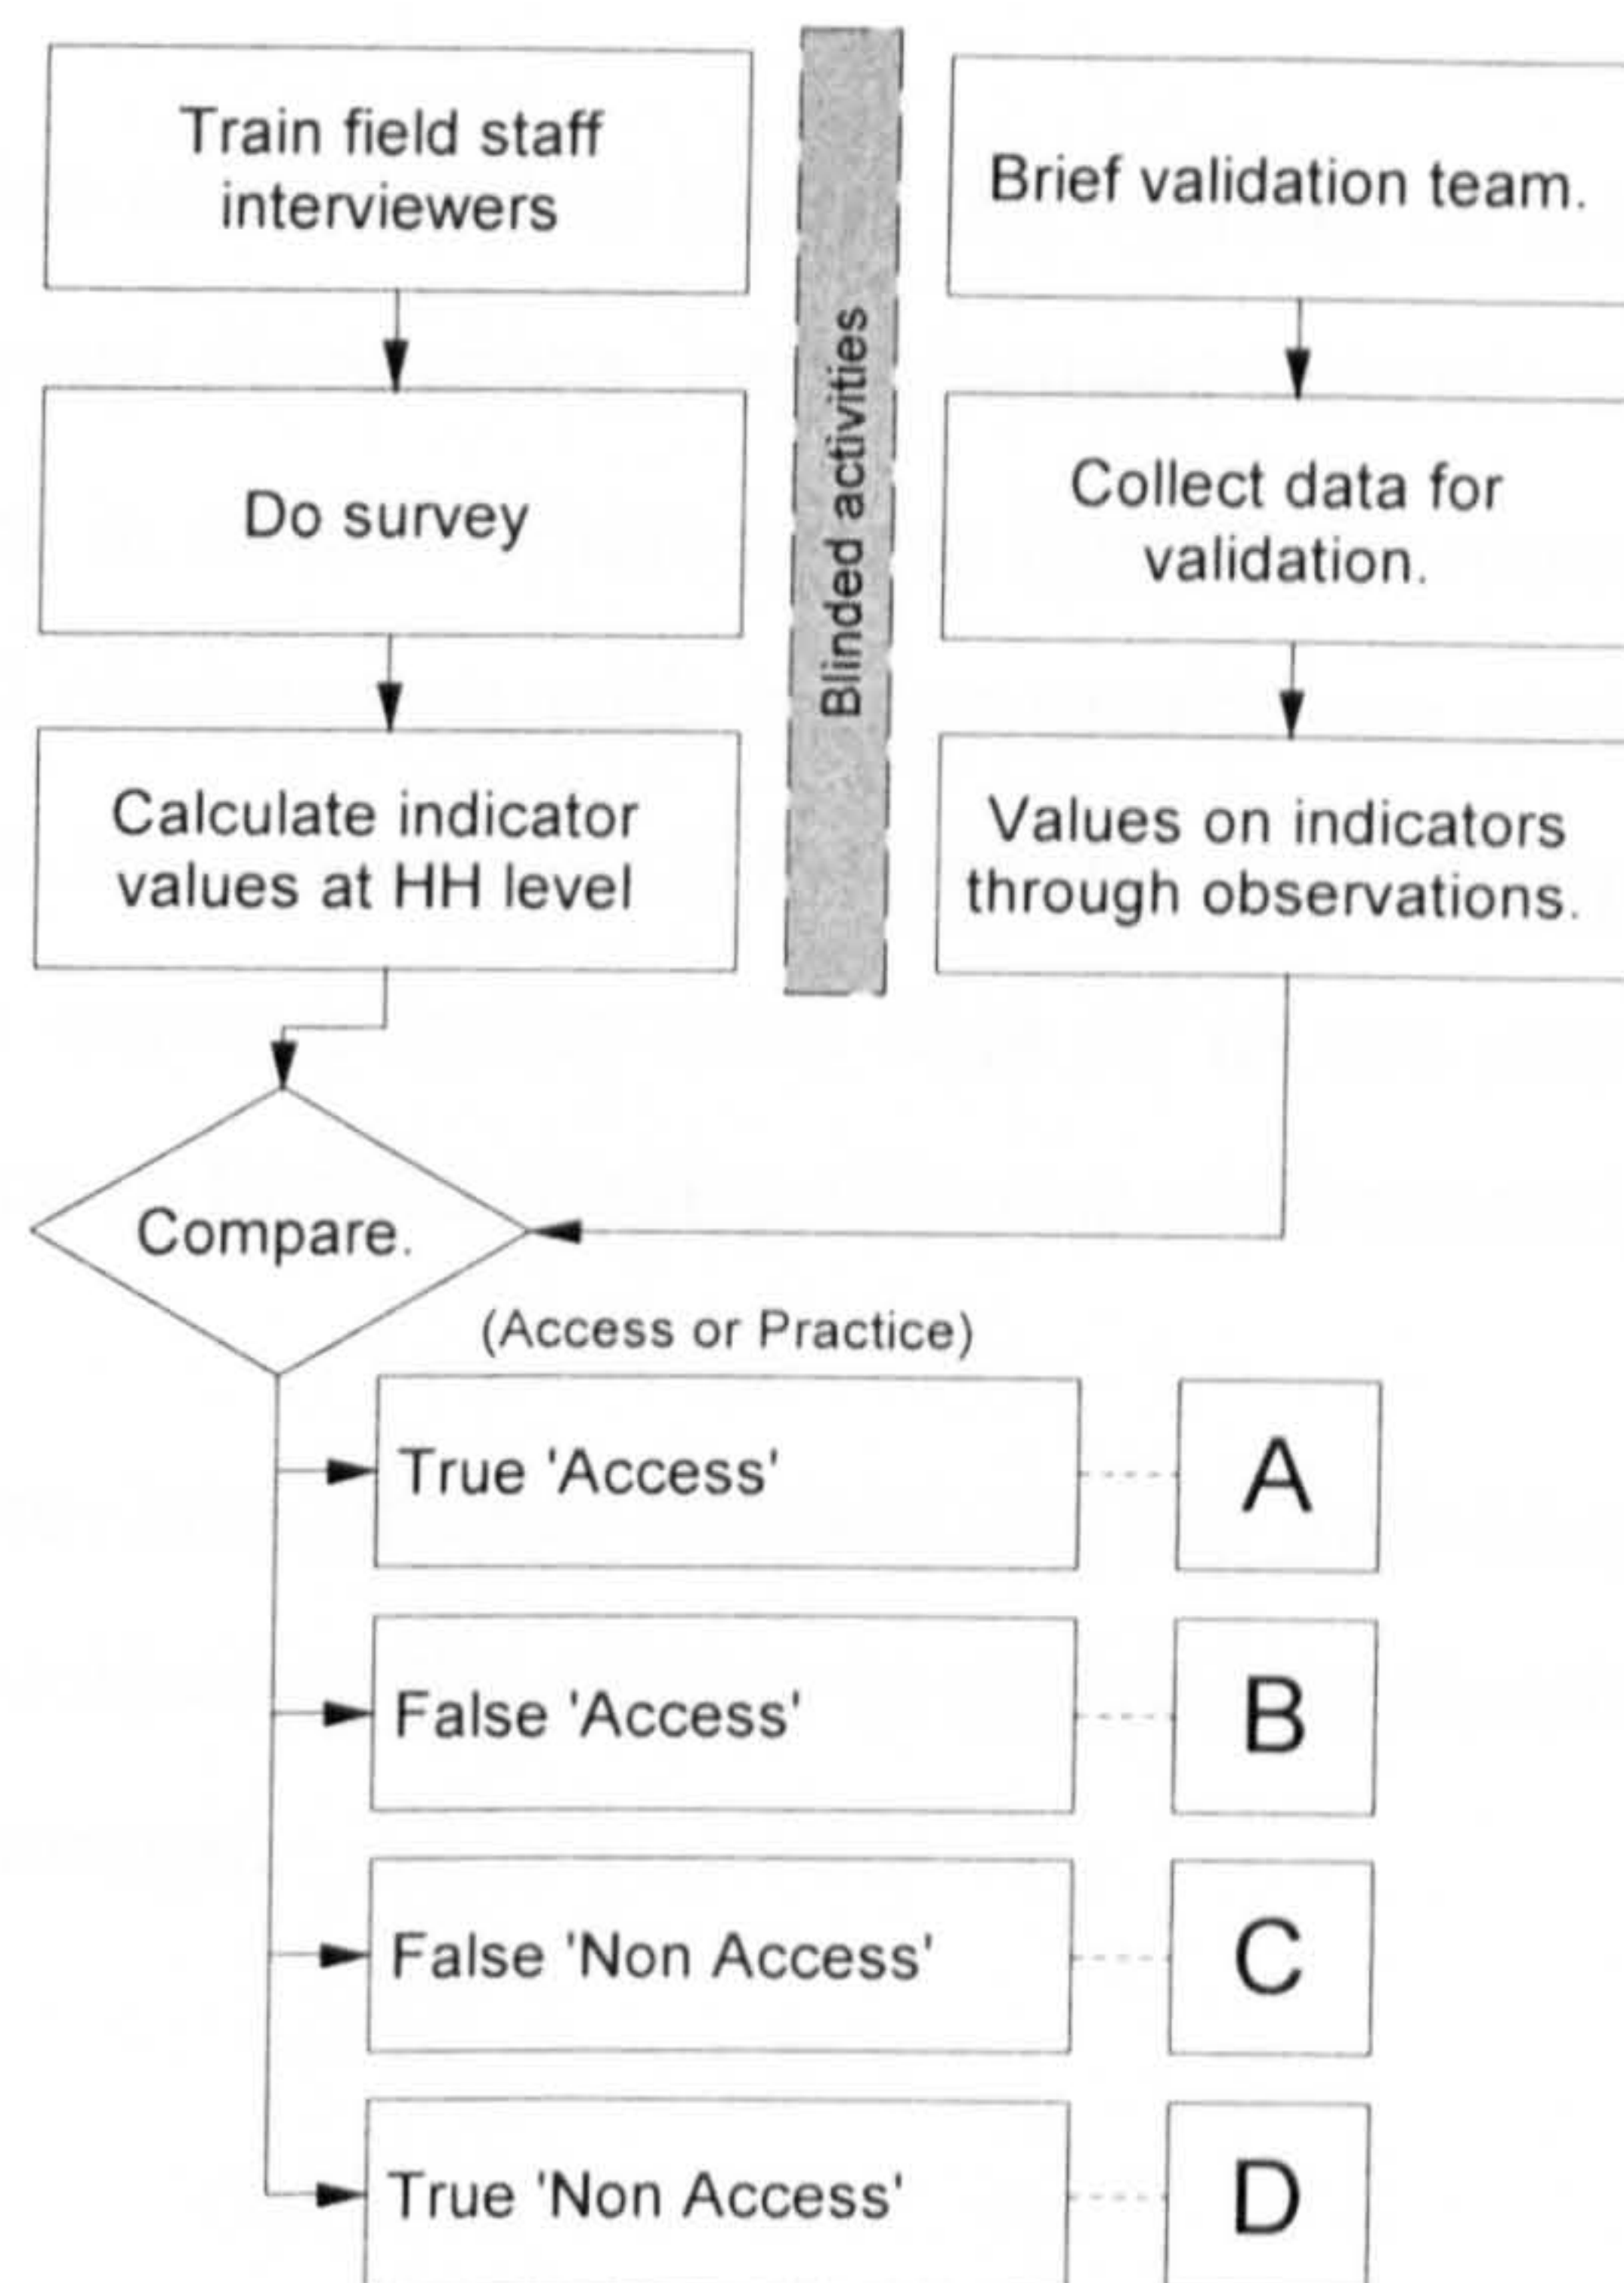 Train field staff
interviewers
Do survey
Calculate indicator
values at HH level
Blinded activities
Brief validation team.
Collect data for
validation.
Values on indicators
through observations.
Compare.
(Access or Practice)
True 'Access'
A
False 'Access'
B
False 'Non Access'
C
True 'Non Access'
D